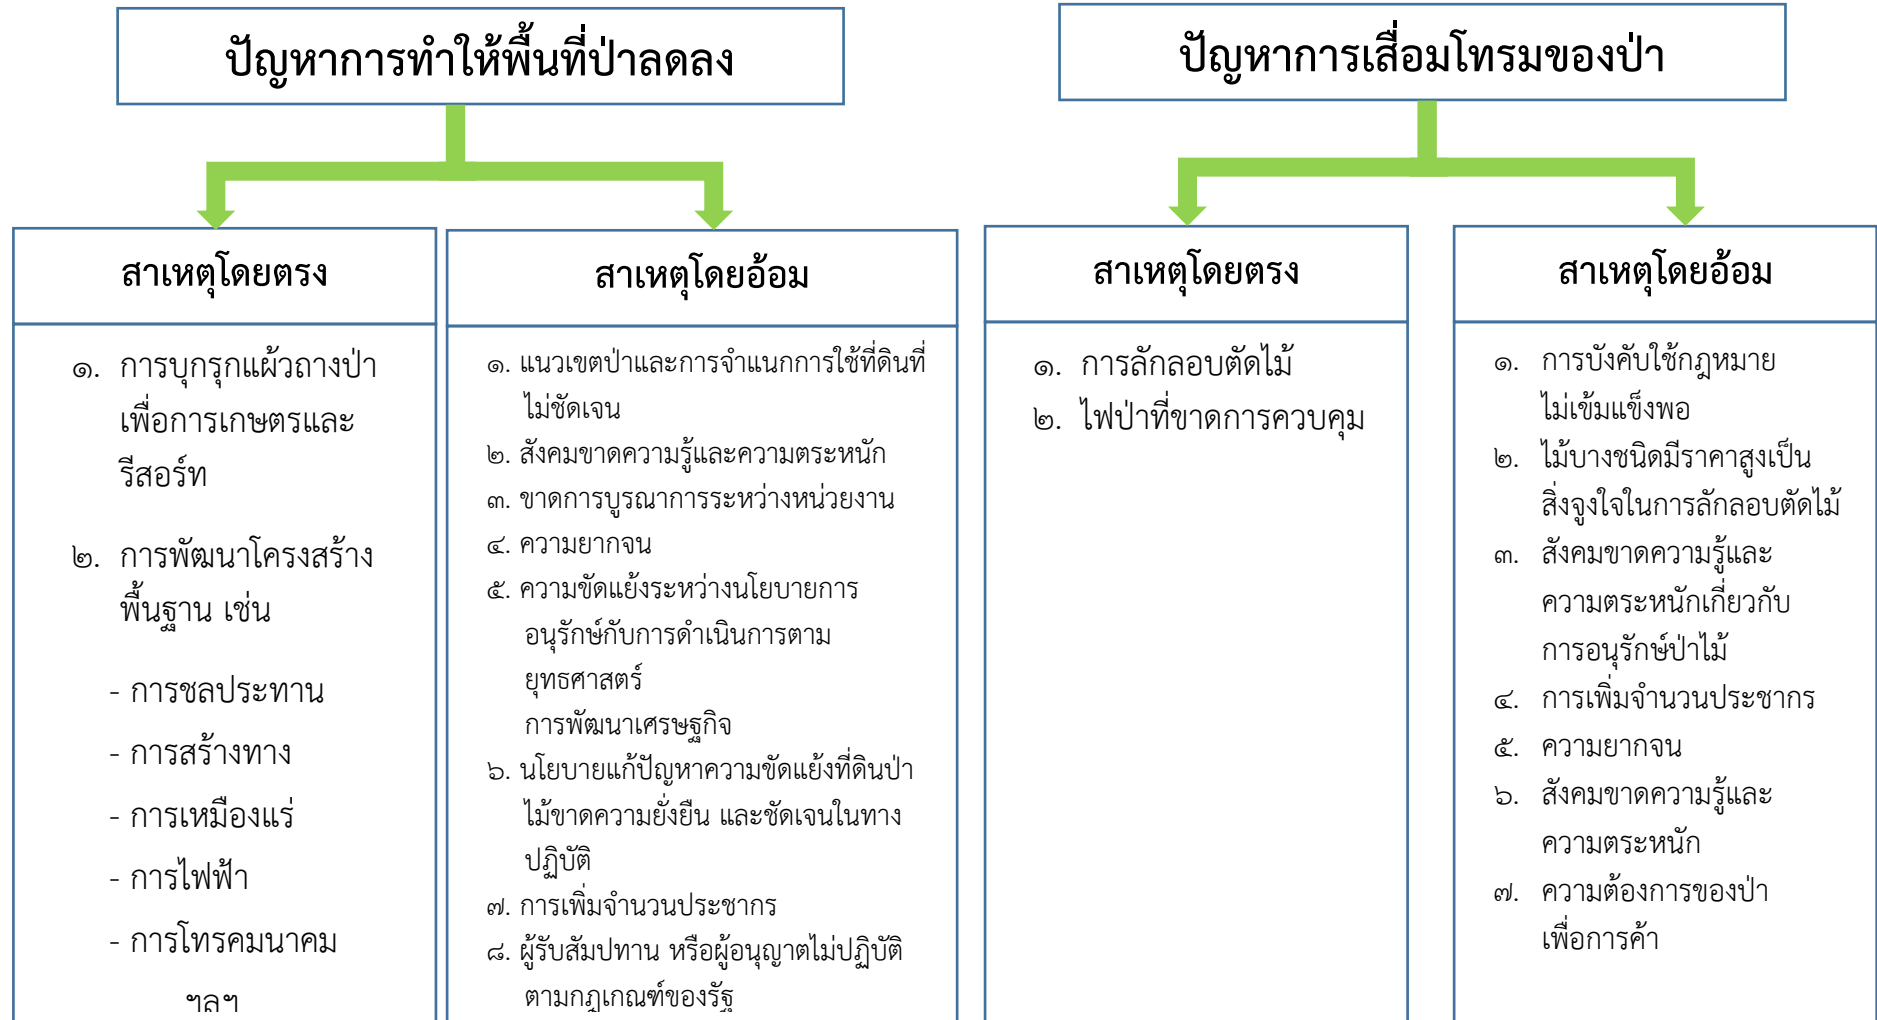 ปัญหาการทำให้พื้นที่ป่าลดลง
สาเหตุโดยตรง
๑. การบุกรุกแผ้วถางป่า
เพื่อการเกษตรและ
รีสอร์ท
๒. การพัฒนาโครงสร้าง
พื้นฐาน เช่น
- การชลประทาน
- การสร้างทาง
- การเหมืองแร่
- การไฟฟ้า
- การโทรคมนาคม
ฯลฯ
สาเหตุโดยอ้อม
๑. แนวเขตป่าและการจำแนกการใช้ที่ดินที่
ไม่ชัดเจน
๒. สังคมขาดความรู้และความตระหนัก
๓. ขาดการบูรณาการระหว่างหน่วยงาน
๔. ความยากจน
๕. ความขัดแย้งระหว่างนโยบายการ
อนุรักษ์กับการดำเนินการตาม
ยุทธศาสตร์
การพัฒนาเศรษฐกิจ
๖. นโยบายแก้ปัญหาความขัดแย้งที่ดินป่า
ไม้ขาดความยั่งยืน และชัดเจนในทาง
ปฏิบัติ
๗. การเพิ่มจำนวนประชากร
๘. ผู้รับสัมปทาน หรือผู้อนุญาตไม่ปฏิบัติ
ตามกฎเกณฑ์ของรัฐ
ปัญหาการเสื่อมโทรมของป่า
สาเหตุโดยตรง
๑. การลักลอบตัดไม้
๒. ไฟป่าที่ขาดการควบคุม
สาเหตุโดยอ้อม
๑. การบังคับใช้กฎหมาย
ไม่เข้มแข็งพอ
๒. ไม้บางชนิดมีราคาสูงเป็น
สิ่งจูงใจในการลักลอบตัดไม้
๓. สังคมขาดความรู้และ
ความตระหนักเกี่ยวกับ
การอนุรักษ์ป่าไม้
๔. การเพิ่มจำนวนประชากร
๕. ความยากจน
๖. สังคมขาดความรู้และ
ความตระหนัก
๗. ความต้องการของป่า
เพื่อการค้า